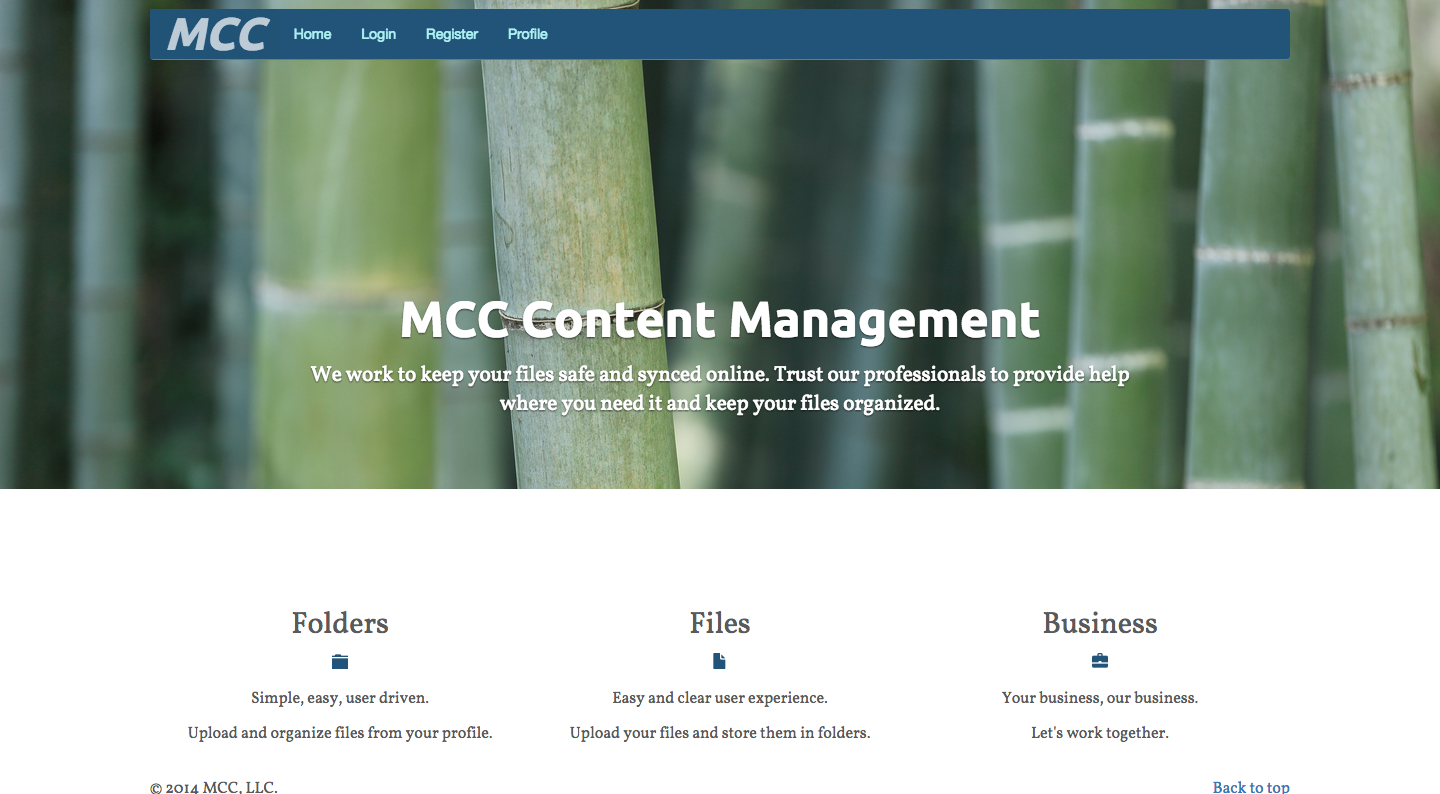 MCC Home Login Register Profile
MCC Content Management
We work to keep your files safe and synced online. Trust our professionals to provide help
where you need it and keep your files organized.
Folders
Simple, easy, user driven.
Upload and organize files from your profile.
Files
Easy and clear user experience.
Upload your files and store them in folders.
Business
Your business, our business.
Let's work together.
© 2014 MCC, LLC.
Back to top